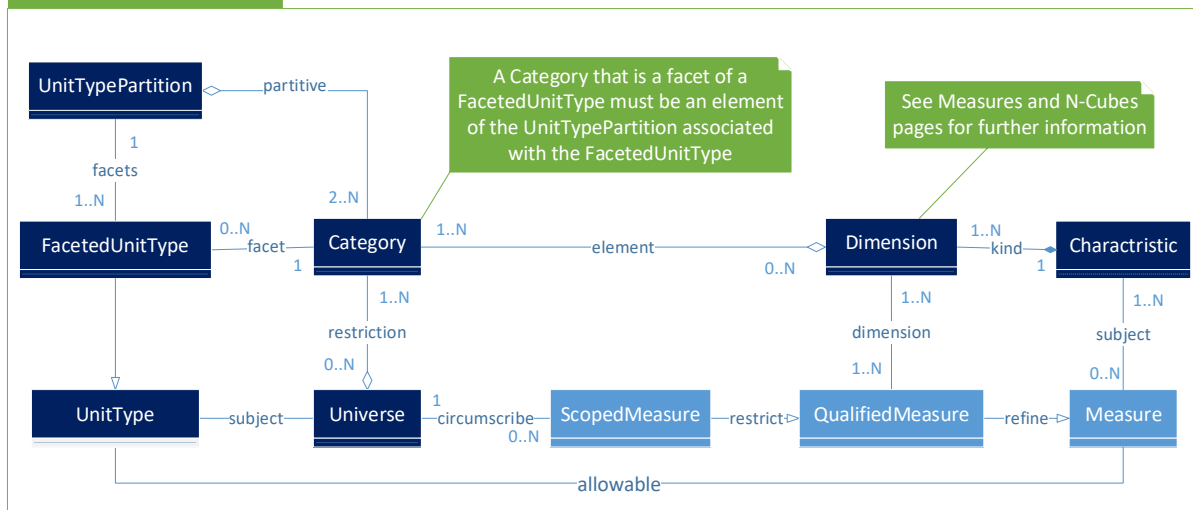 UnitTypePartition
partitive
A Category that is a facet of a
FacetedUnitType must be an element
of the UnitTypePartition associated
with the FacetedUnitType
See Measures and N-Cubes
pages for further information
1
facets
1..N
2..N
FacetedUnitType
0..N
facet
1
Category
1..N
element
0..N
Dimension
1..N
kind
1
Charactristic
1..N
restriction
0..N
1..N
dimension
1..N
1..N
subject
0..N
UnitType
subject
Universe
1
circumscribe
0..N
ScopedMeasure
restrict
QualifiedMeasure
refine
Measure
allowable